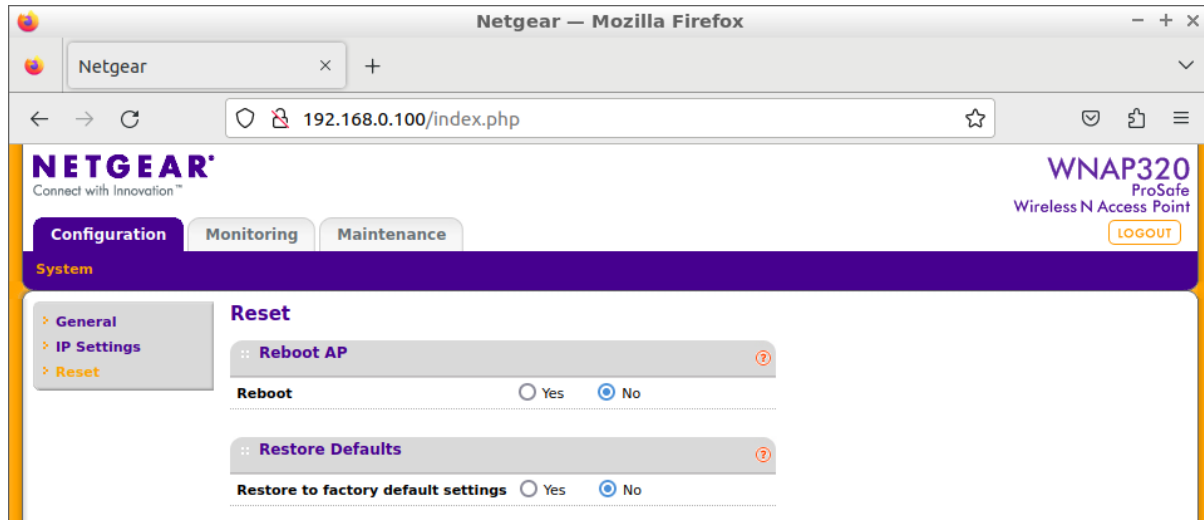 Netgear — Mozilla Firefox
Netgear
192.168.0.100/index.php
NETGEAR
Connect with Innovation™
WNAP320
ProSafe
Wireless N Access Point
Configuration Monitoring Maintenance
LOGOUT
System
General
IP Settings
Reset
Reset
Reboot AP
?
Reboot Yes No
Restore Defaults
?
Restore to factory default settings Yes No